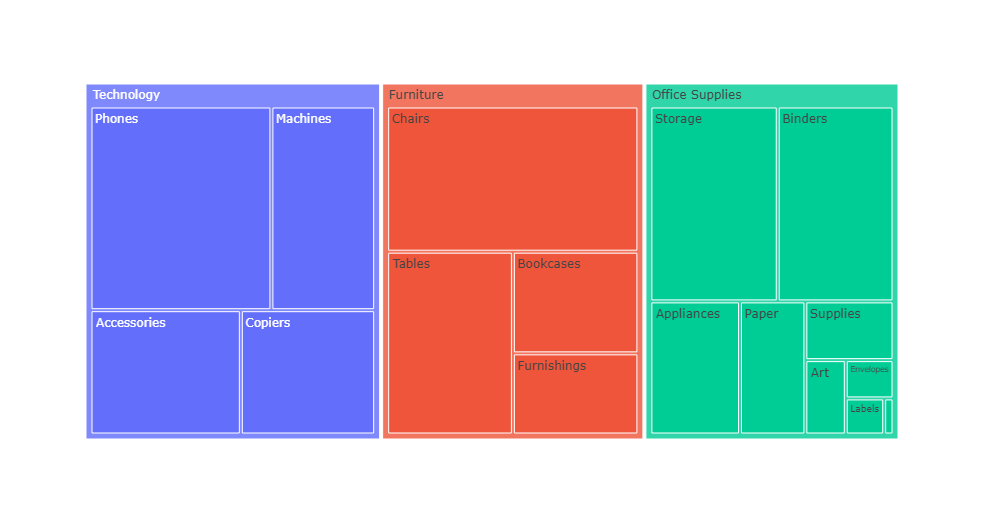 Technology
Phones
Machines
Accessories
Copiers
Furniture
Chairs
Tables
Bookcases
Furnishings
Office Supplies
Storage
Binders
Appliances
Paper
Supplies
Art
Envelopes
Labels